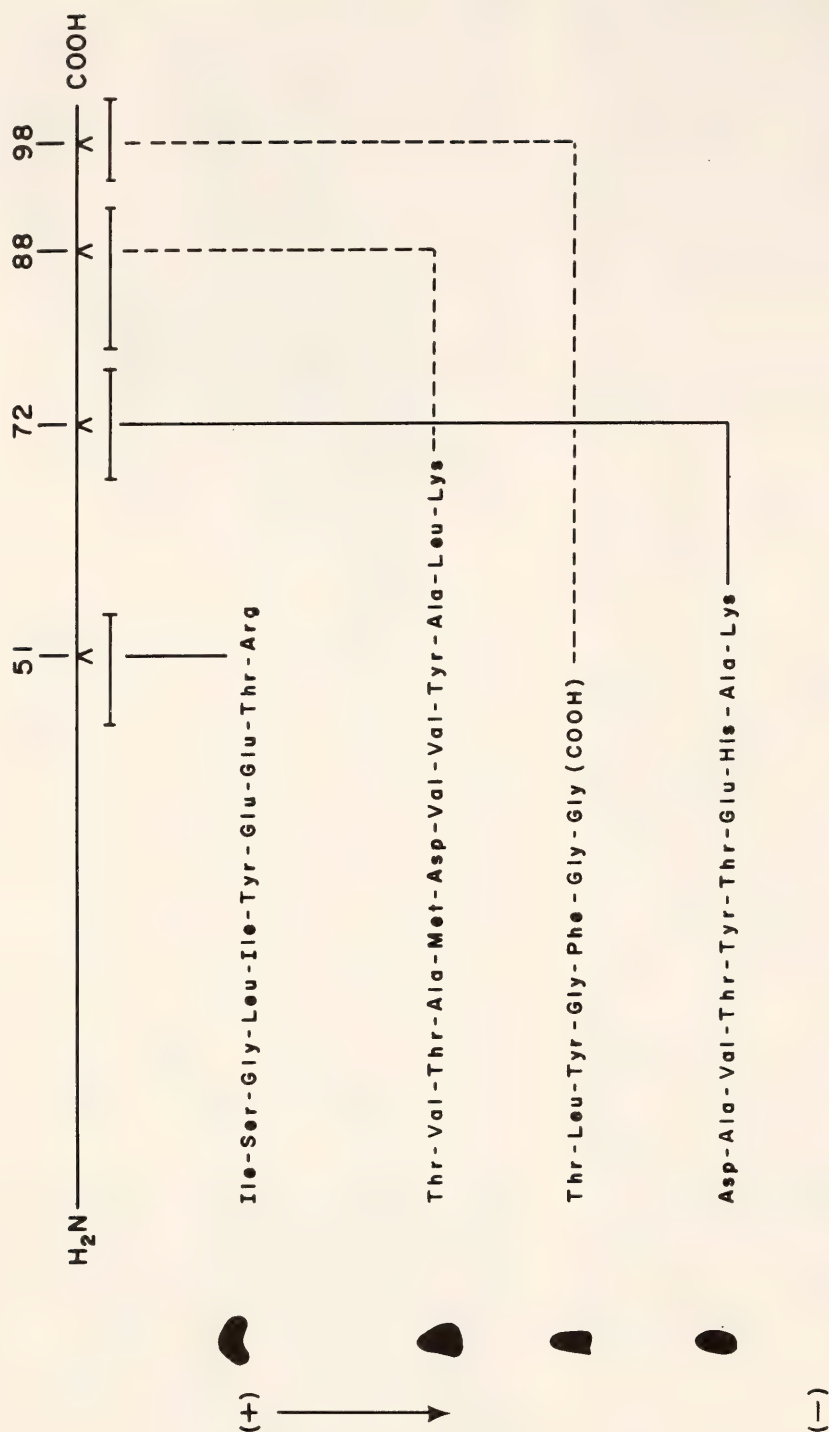 51 72 88 98
H₂N COOH
(+)
Ile-Ser-Gly-Leu-Ile-Tyr-Glu-Glu-Thr-Arg
Thr-Val-Thr-Ala-Met-Asp-Val-Val-Tyr-Ala-Leu-Lys
Thr-Leu-Tyr-Gly-Phe-Gly-Gly (COOH)
Asp-Ala-Val-Thr-Tyr-Thr-Glu-His-Ala-Lys
(-)